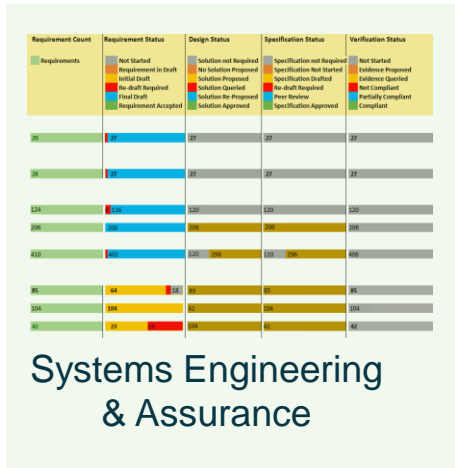 Requirement Count Requirement Status Design Status Specification Status Verification Status
Requirements Not Started Solution not Required Specification not Required Not Started
Requirement in Draft No Solution Proposed Specification Not Started Evidence Proposed
Initial Draft Solution Proposed Specification Drafted Evidence Queried
Re-draft Required Solution Queried Re-draft Required Not Compliant
Final Draft Solution Re-Proposed Peer Review Partially Compliant
Requirement Accepted Solution Approved Specification Approved Compliant
20 27 27 27 27
28 27 27 27 27
124 116 120 120 120
206 206 206 206 206
410 402 120 296 120 296 406
85 64 18 85 85 85
104 104 42 104 104
42 23 104 42 42
Systems Engineering
& Assurance